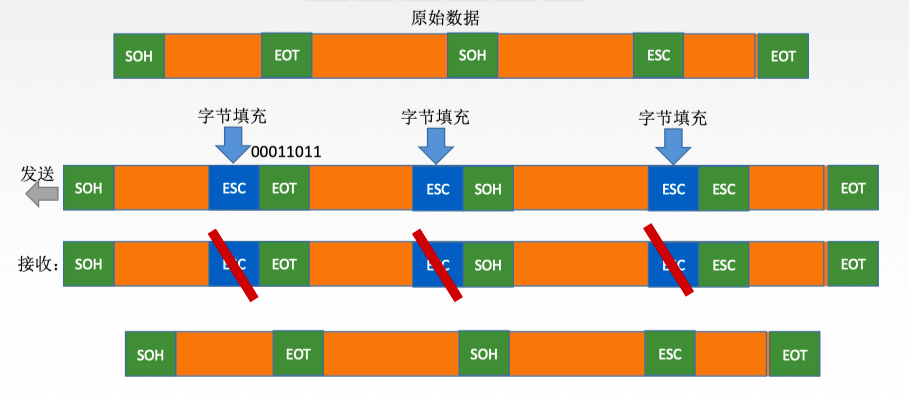 原始数据
SOH EOT SOH ESC EOT
字节填充 字节填充 字节填充
00011011
发送
SOH ESC EOT ESC SOH ESC ESC EOT
接收: SOH ESC EOT ESC SOH ESC ESC EOT
SOH EOT SOH ESC EOT